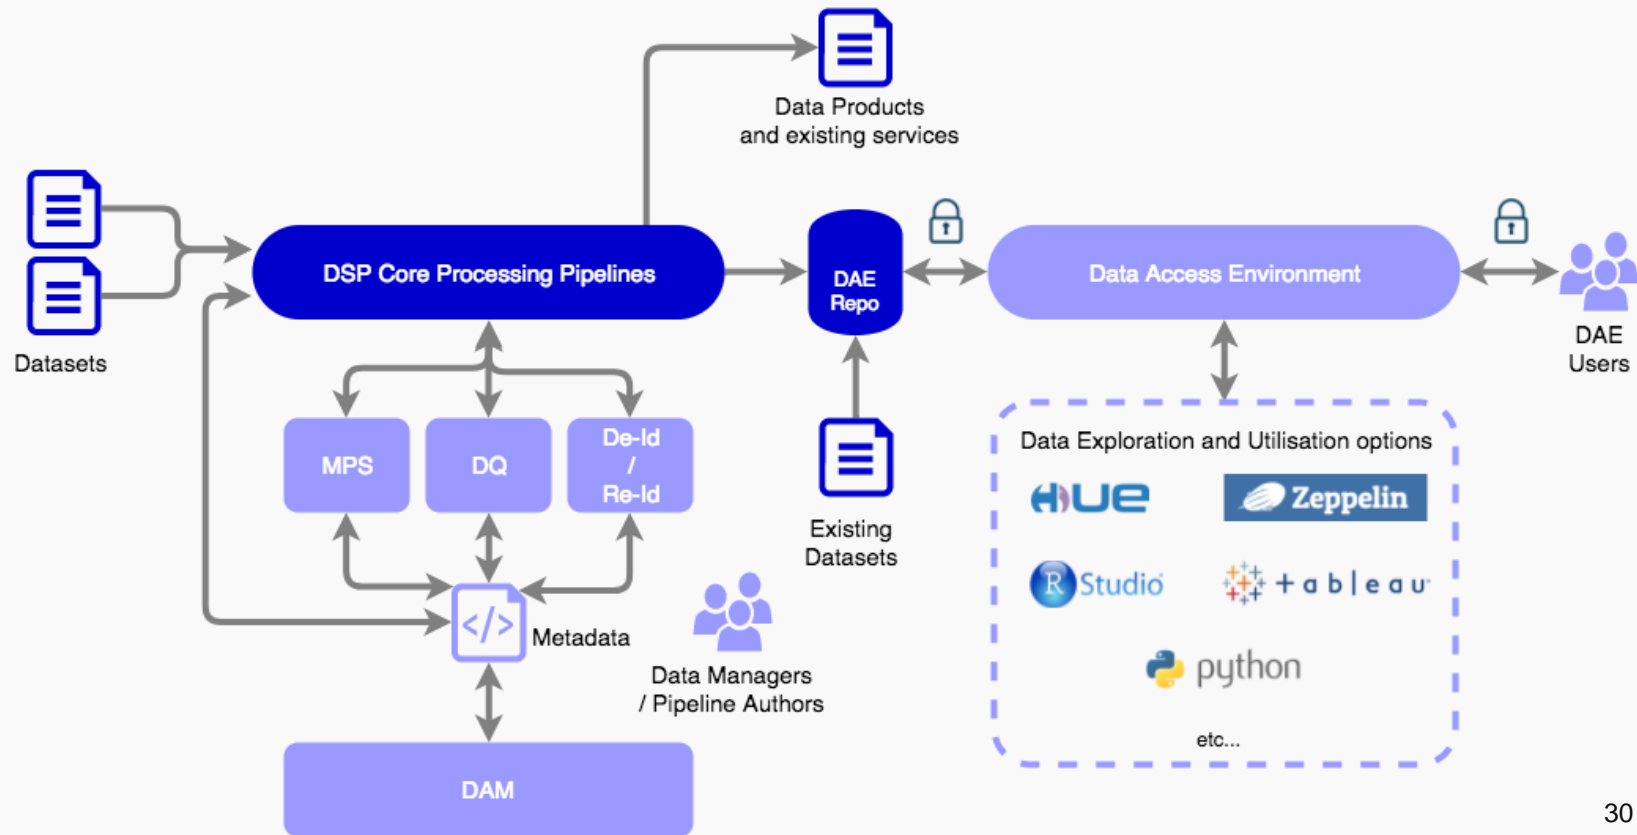 Data Products
and existing services
Datasets
DSP Core Processing Pipelines
DAE
Repo
Data Access Environment
DAE
Users
MPS
DQ
De-Id
/
Re-Id
</>
Metadata
Data Managers
/ Pipeline Authors
DAM
Existing
Datasets
Data Exploration and Utilisation options
HUE
Zeppelin
R Studio
+ a b | e a u
python
etc...
30